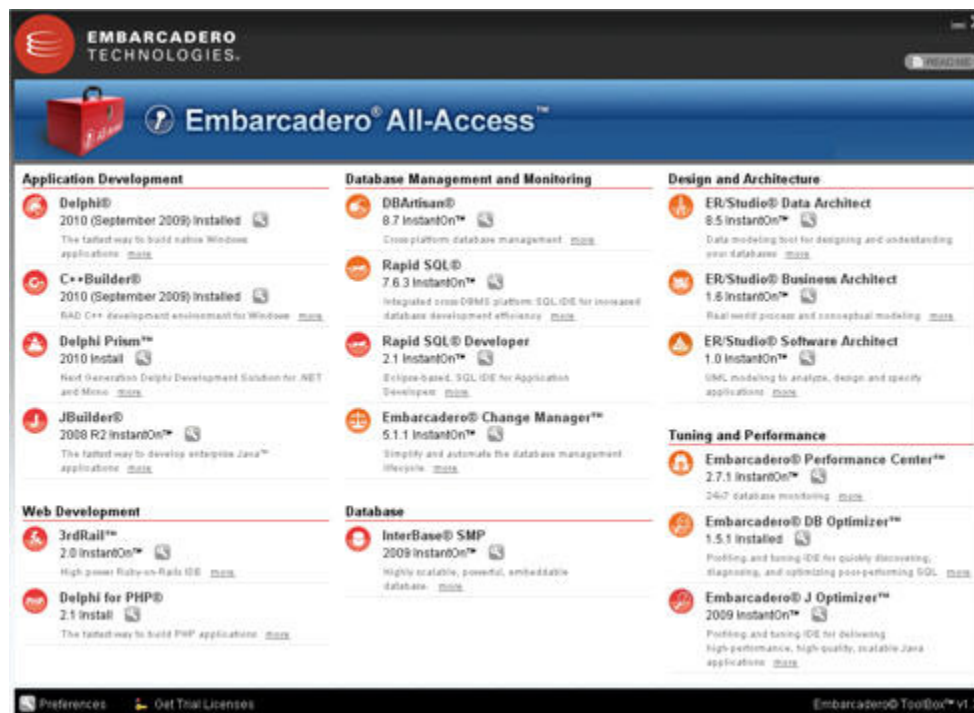 EMBARCADERO
TECHNOLOGIES.
README
Embarcadero® All-Access™
Application Development
Delphi®
2010 (September 2009) Installed
The fastest way to build native Windows
applications more
C++Builder®
2010 (September 2009) Installed
RAD C++ development environment for Windows more
Delphi Prism™
2010 Install
Next Generation Delphi Development Solution for .NET
and Mono more
JBuilder®
2008 R2 InstantOn™
The fastest way to develop enterprise Java™
applications more
Web Development
3rdRail™
2.0 InstantOn™
High power Ruby-on-Rails IDE more
Delphi for PHP®
2.1 Install
The fastest way to build PHP applications more
Database Management and Monitoring
DBArtisan®
8.7 InstantOn™
Cross-platform database management more
Rapid SQL®
7.6.3 InstantOn™
Integrated cross-DBMS platform SQL IDE for increased
database development efficiency more
Rapid SQL® Developer
2.1 InstantOn™
Eclipse-based, SQL IDE for Application
Developers more
Embarcadero® Change Manager™
5.1.1 InstantOn™
Simplify and automate the database management
lifecycle more
Database
InterBase® SMP
2009 InstantOn™
Highly scalable, powerful, embeddable
database more
Design and Architecture
ER/Studio® Data Architect
8.5 InstantOn™
Data modeling tool for designing and understanding
your databases more
ER/Studio® Business Architect
1.6 InstantOn™
Real world process and conceptual modeling more
ER/Studio® Software Architect
1.0 InstantOn™
UML modeling to analyze, design and specify
applications more
Tuning and Performance
Embarcadero® Performance Center™
2.7.1 InstantOn™
24x7 database monitoring more
Embarcadero® DB Optimizer™
1.5.1 Installed
Profiling and tuning IDE for quickly discovering,
diagnosing, and optimizing poor-performing SQL more
Embarcadero® J Optimizer™
2009 InstantOn™
Profiling and tuning IDE for delivering
high-performance, high-quality, scalable Java
applications more
Preferences
Get Trial Licenses
Embarcadero® ToolBox™ v1.